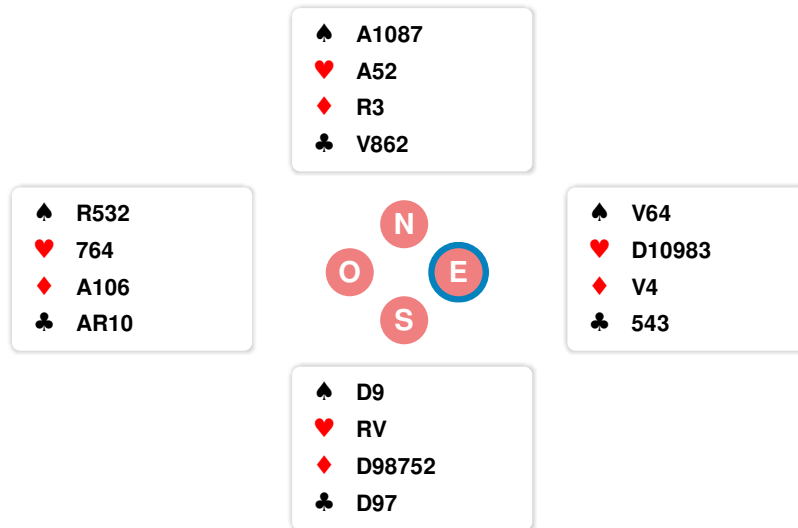 ♠ A1087
♥ A52
♦ R3
♣ V862
♠ R532
♥ 764
♦ A106
♣ AR10
N
O
E
S
♠ V64
♥ D10983
♦ V4
♣ 543
♠ D9
♥ RV
♦ D98752
♣ D97